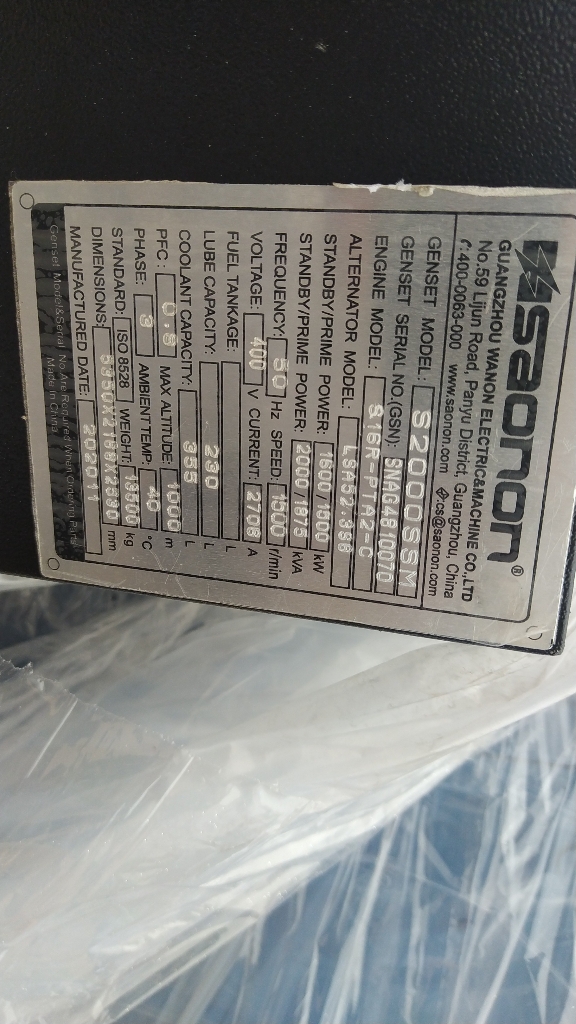 saonon®
GUANGZHOU WANON ELECTRIC&MACHINE CO.,LTD
No.59 Lijun Road, Panyu District, Guangzhou, China
:400-0063-000 www.saonon.com :cs@saonon.com
GENSET MODEL: S2000SSM
GENSET SERIAL NO.(GSN): SUAG4810070
ENGINE MODEL: S16R-PTA2-C
ALTERNATOR MODEL: LSA52.3S6
STANDBY/PRIME POWER: 1600/1500 kW
STANDBY/PRIME POWER: 2000/1875 kVA
FREQUENCY: 50 Hz SPEED: 1500 r/min
VOLTAGE: 400 V CURRENT: 2706 A
FUEL TANKAGE: L
LUBE CAPACITY: 230 L
COOLANT CAPACITY: 355 L
PFC: 0.8 MAX ALTITUDE: 1000 m
PHASE: 3 AMBIENT TEMP: 40 °C
STANDARD: ISO 8528 WEIGHT: 13500 kg
DIMENSIONS: mm
MANUFACTURED DATE: 202011
Genset Model&Serial No.Are Required When Ordering Parts
Made in China